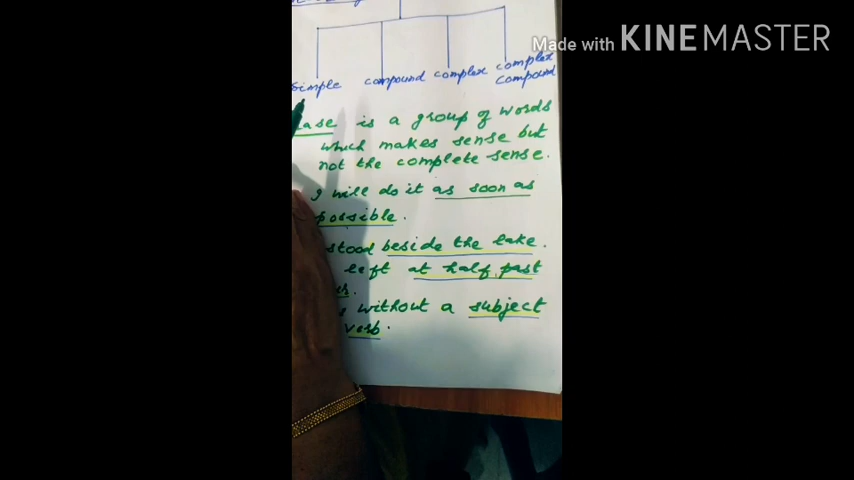 Made with KINEMASTER
simple compound complex complex compound
is a group of words
which makes sense but
not the complete sense.
I will do it as soon as
possible.
stood beside the lake.
left at half past
without a subject
verb.